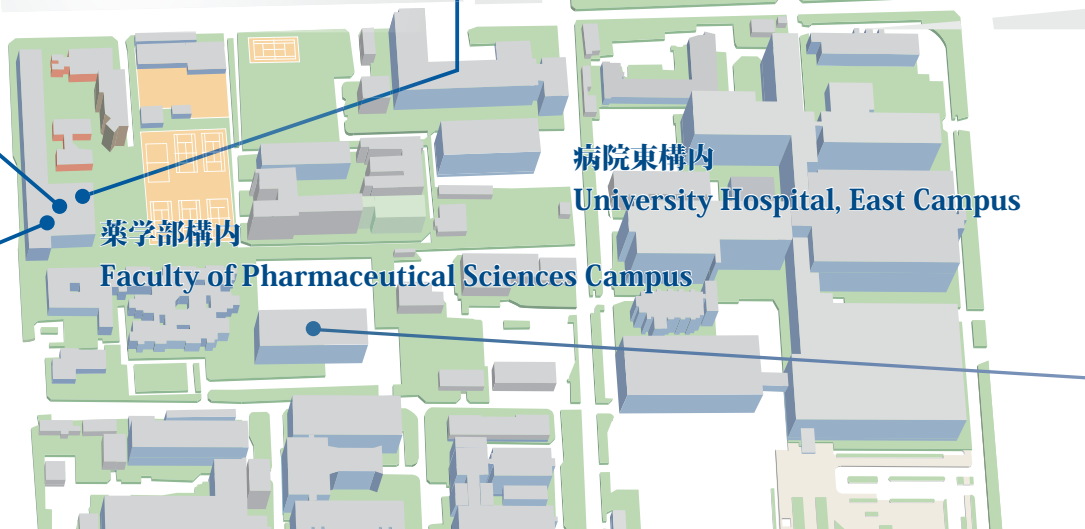 病院東構内
University Hospital, East Campus
薬学部構内
Faculty of Pharmaceutical Sciences Campus